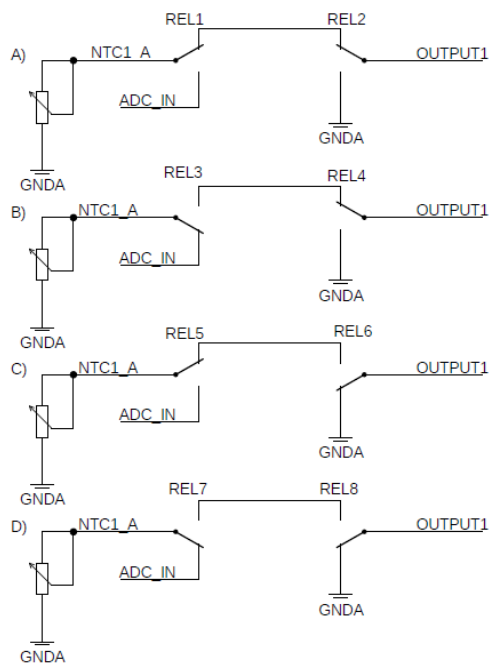 REL1 REL2
A) NTC1_A OUTPUT1
ADC_IN
GNDA
GNDA
REL3 REL4
B) NTC1_A OUTPUT1
ADC_IN
GNDA
GNDA
REL5 REL6
C) NTC1_A OUTPUT1
ADC_IN
GNDA
GNDA
REL7 REL8
D) NTC1_A OUTPUT1
ADC_IN
GNDA
GNDA